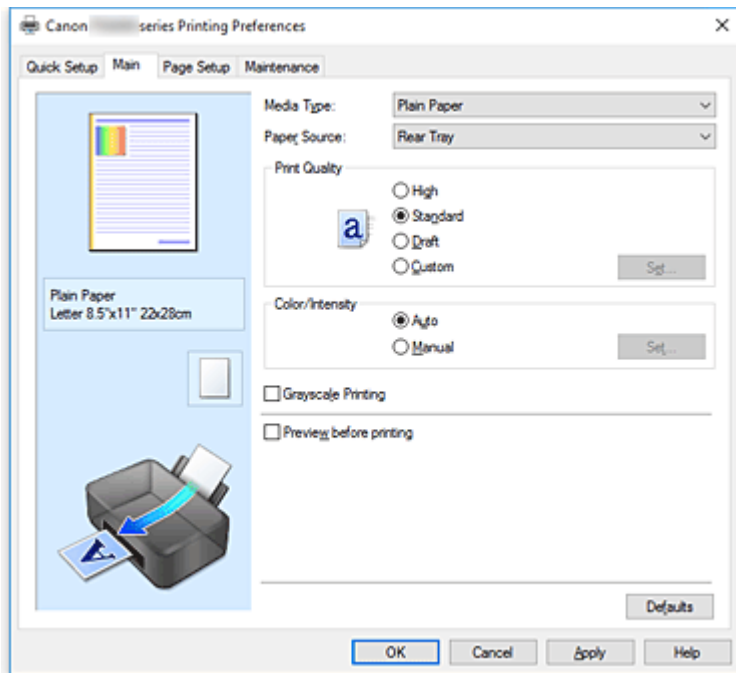 Canon series Printing Preferences
Quick Setup Main Page Setup Maintenance
Media Type: Plain Paper
Paper Source: Rear Tray
Print Quality
High
a Standard
Draft
Custom Set...
Plain Paper
Letter 8.5"x11" 22x28cm
Color/Intensity
Auto
Manual Set...
Grayscale Printing
Preview before printing
A
Defaults
OK Cancel Apply Help